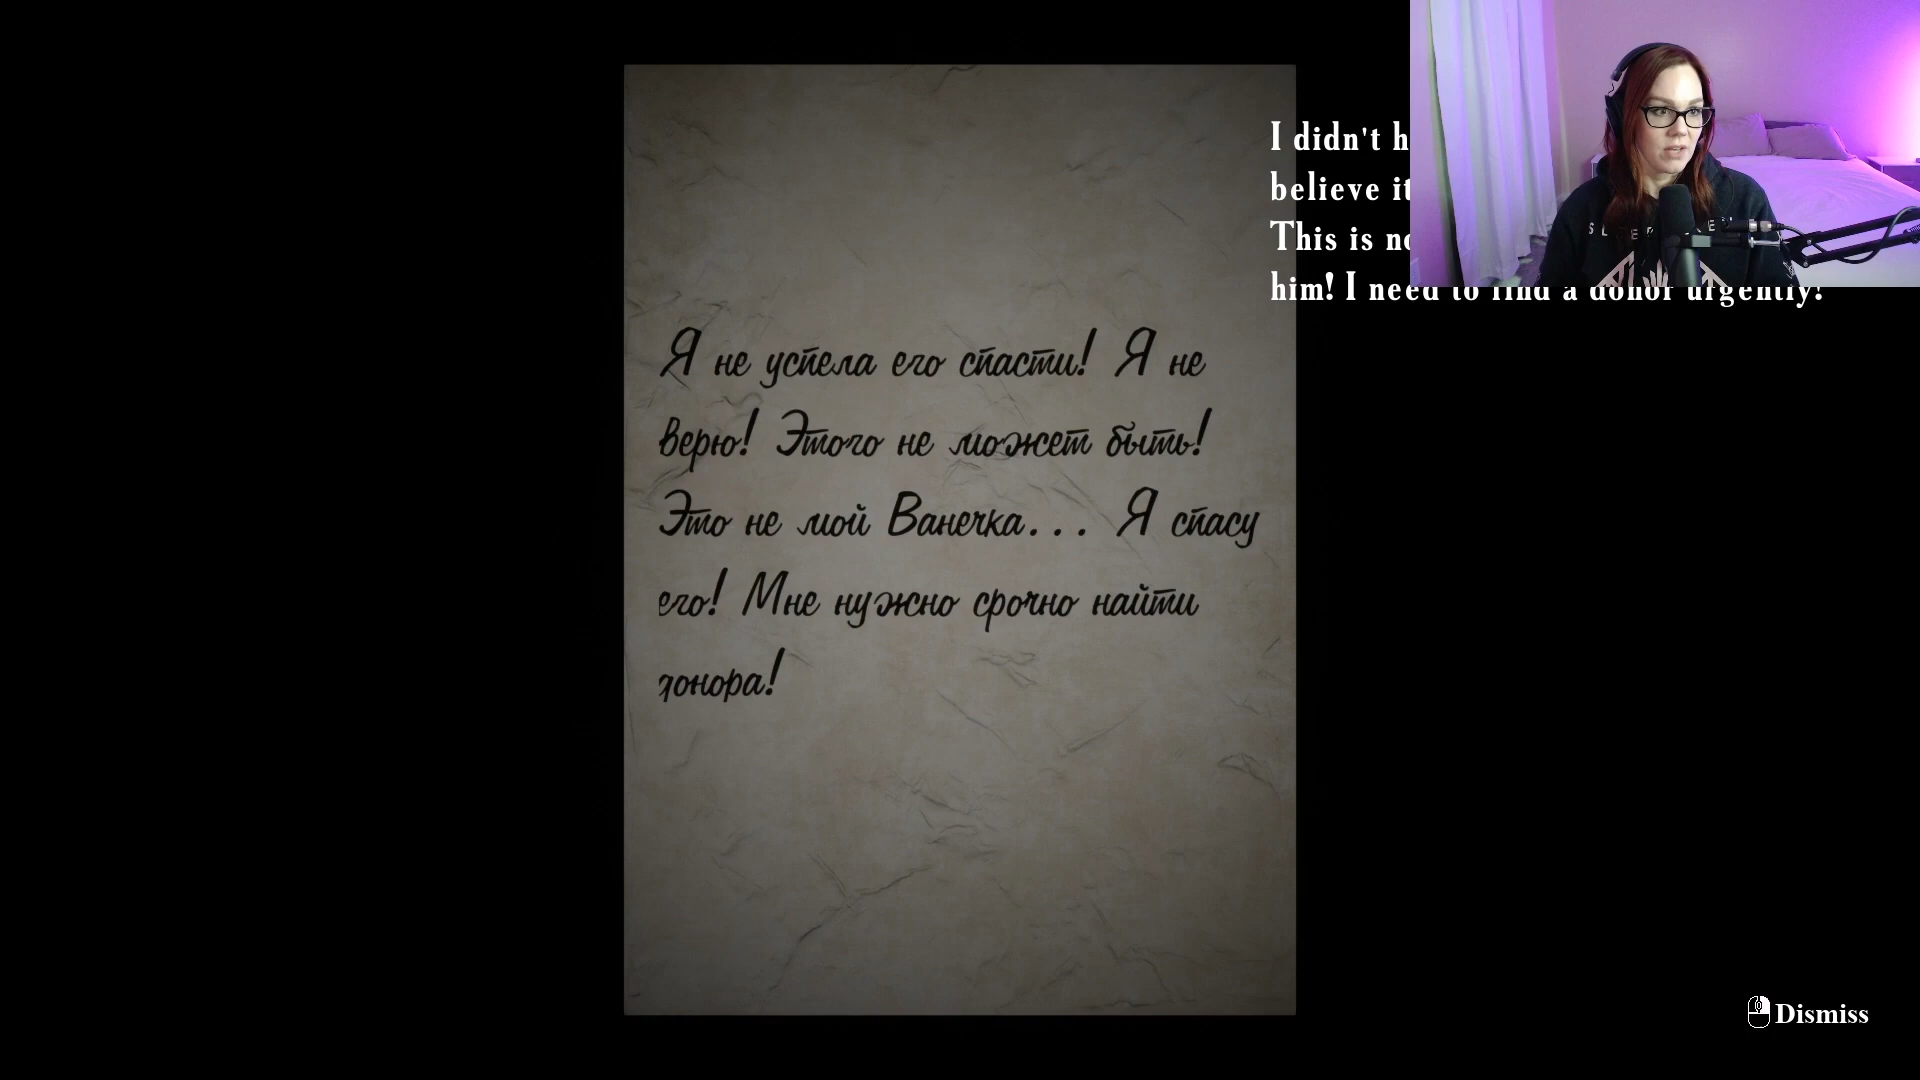 I didn't h
believe it
This is no
him! I need to find a donor urgently!
Я не успела его спасти! Я не
верю! Этого не может быть!
Это не мой Ванечка... Я спасу
его! Мне нужно срочно найти
донора!
Dismiss